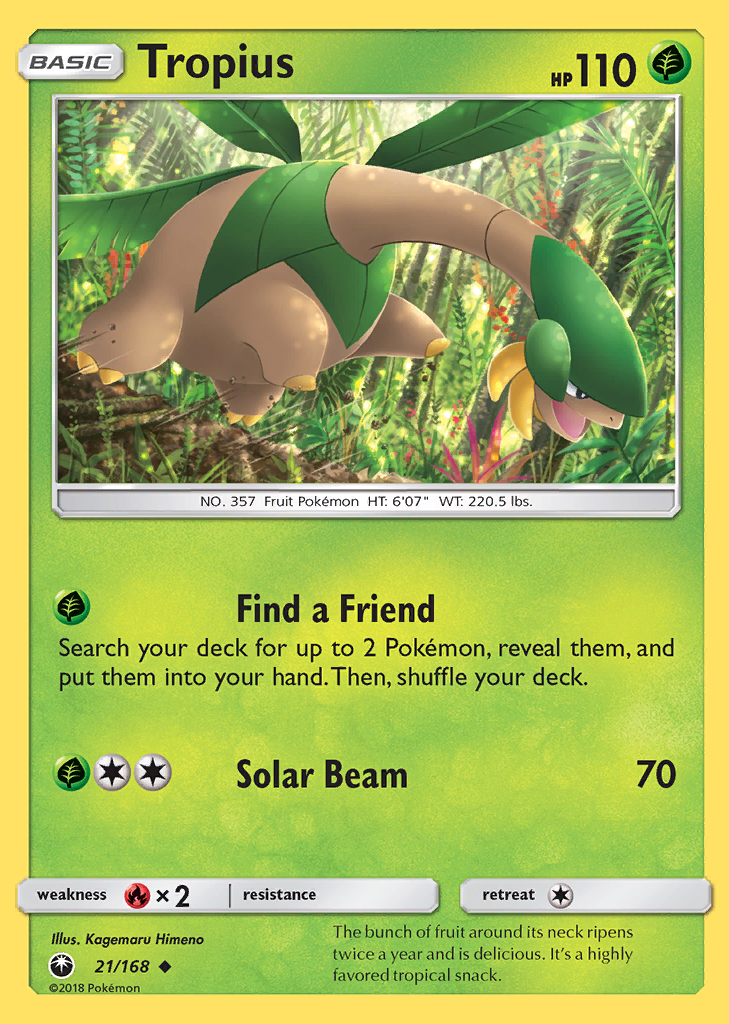 BASIC Tropius HP110
NO. 357 Fruit Pokémon HT: 6'07" WT: 220.5 lbs.
Find a Friend
Search your deck for up to 2 Pokémon, reveal them, and
put them into your hand. Then, shuffle your deck.
Solar Beam 70
weakness × 2 resistance retreat
Illus. Kagemaru Himeno
21/168
©2018 Pokémon
The bunch of fruit around its neck ripens
twice a year and is delicious. It's a highly
favored tropical snack.